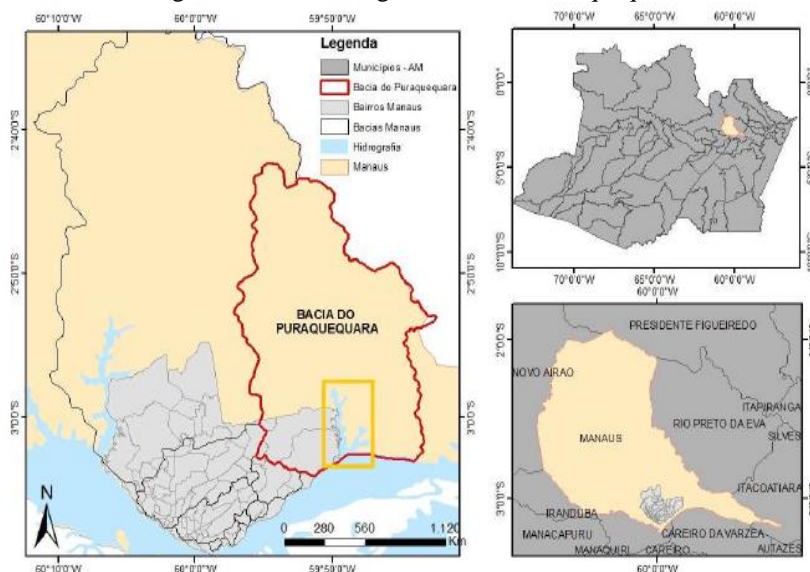 60°10'0"W 60°0'0"W 59°50'0"W
2°40'0"S
2°50'0"S
3°0'0"S
Legenda
Municípios - AM
Bacia do Puraquequara
Bairros Manaus
Bacias Manaus
Hidrografia
Manaus
BACIA DO
PURAQUEQUARA
N
0 280 560 1.120
Km
60°10'0"W 60°0'0"W 59°50'0"W
70°0'0"W 65°0'0"W 60°0'0"W
0°0'0"
5°0'0"S
10°0'0"S
70°0'0"W 65°0'0"W 60°0'0"W
60°0'0"W
2°0'0"S
3°0'0"S
PRESIDENTE FIGUEIREDO
NOVO AIRAO
ITAPIRANGA
RIO PRETO DA EVA
SILVES
MANAUS
ITACOATIARA
IRANDUBA
MANACAPURU
CAREIRO DA VARZEA
MANAQUIRI
CAREIRO
AUTAZES
60°0'0"W